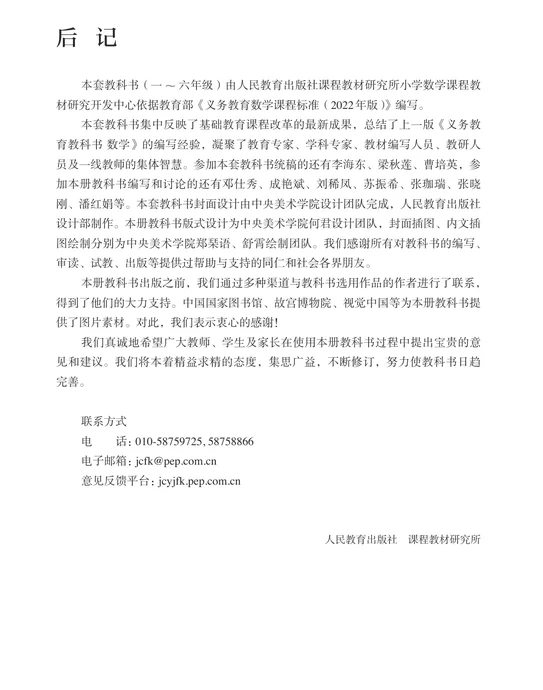 后 记
本套教科书（一～六年级）由人民教育出版社课程教材研究所小学数学课程教
材研究开发中心依据教育部《义务教育数学课程标准（2022年版）》编写。
本套教科书集中反映了基础教育课程改革的最新成果，总结了上一版《义务教
育教科书 数学》的编写经验，凝聚了教育专家、学科专家、教材编写人员、教研人
员及一线教师的集体智慧。参加本套教科书统稿的还有李海东、梁秋莲、曹培英，参
加本册教科书编写和讨论的还有邓仕秀、成艳斌、刘稀凤、苏振希、张珈瑞、张晓
刚、潘红娟等。本套教科书封面设计由中央美术学院设计团队完成，人民教育出版社
设计部制作。本册教科书版式设计为中央美术学院何君设计团队，封面插图、内文插
图绘制分别为中央美术学院郑琹语、舒霄绘制团队。我们感谢所有对教科书的编写、
审读、试教、出版等提供过帮助与支持的同仁和社会各界朋友。
本册教科书出版之前，我们通过多种渠道与教科书选用作品的作者进行了联系，
得到了他们的大力支持。中国国家图书馆、故宫博物院、视觉中国等为本册教科书提
供了图片素材。对此，我们表示衷心的感谢！
我们真诚地希望广大教师、学生及家长在使用本册教科书过程中提出宝贵的意
见和建议。我们将本着精益求精的态度，集思广益，不断修订，努力使教科书日趋
完善。
联系方式
电 话：010-58759725, 58758866
电子邮箱：jcfk@pep.com.cn
意见反馈平台：jcyjfk.pep.com.cn
人民教育出版社 课程教材研究所